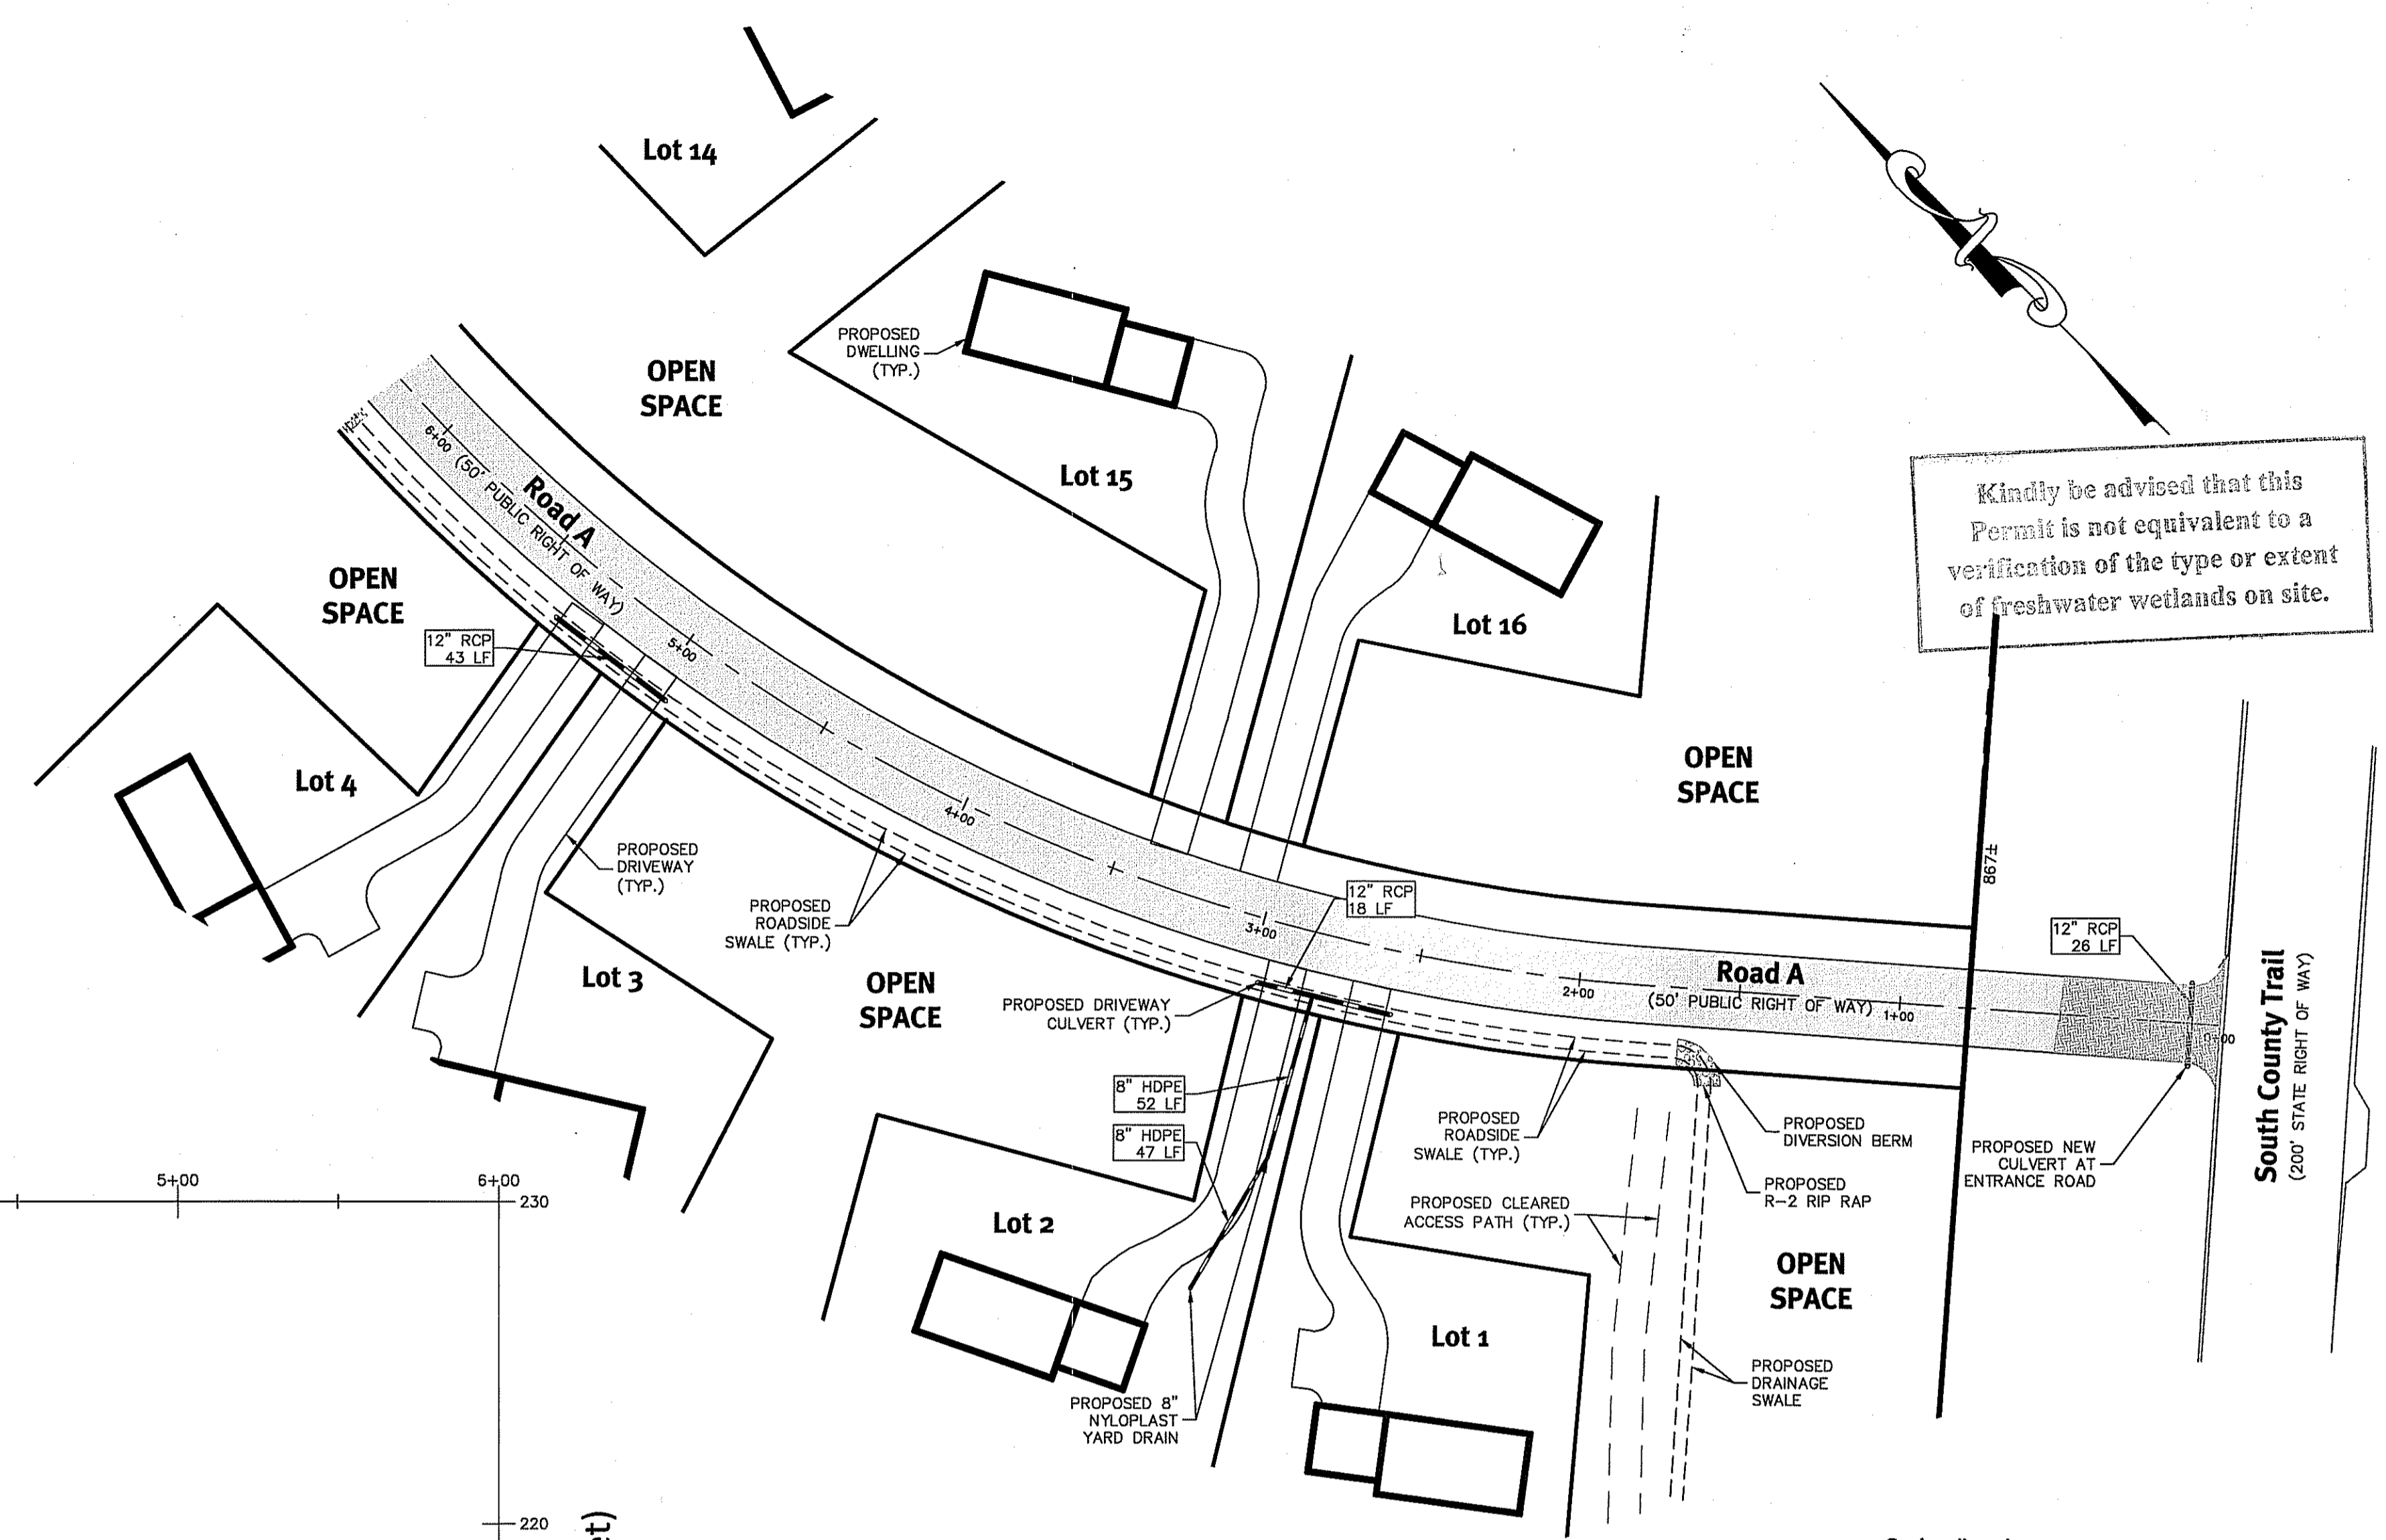 Lot 14
PROPOSED
DWELLING
(TYP.)
OPEN
SPACE
Lot 15
Kindly be advised that this
Permit is not equivalent to a
verification of the type or extent
of freshwater wetlands on site.
6+00
Road A
(50' PUBLIC RIGHT OF WAY)
5+00
OPEN
SPACE
12" RCP
43 LF
Lot 16
Lot 4
OPEN
SPACE
4+00
PROPOSED
DRIVEWAY
(TYP.)
PROPOSED
ROADSIDE
SWALE (TYP.)
867±
12" RCP
18 LF
3+00
12" RCP
26 LF
Lot 3
OPEN
SPACE
PROPOSED DRIVEWAY
CULVERT (TYP.)
2+00
Road A
(50' PUBLIC RIGHT OF WAY)
1+00
0+00
South County Trail
(200' STATE RIGHT OF WAY)
8" HDPE
52 LF
8" HDPE
47 LF
PROPOSED
ROADSIDE
SWALE (TYP.)
PROPOSED
DIVERSION BERM
PROPOSED NEW
CULVERT AT
ENTRANCE ROAD
PROPOSED
R-2 RIP RAP
PROPOSED CLEARED
ACCESS PATH (TYP.)
5+00
6+00
230
Lot 2
OPEN
SPACE
Lot 1
PROPOSED
DRAINAGE
SWALE
PROPOSED 8"
NYLOPLAST
YARD DRAIN
220